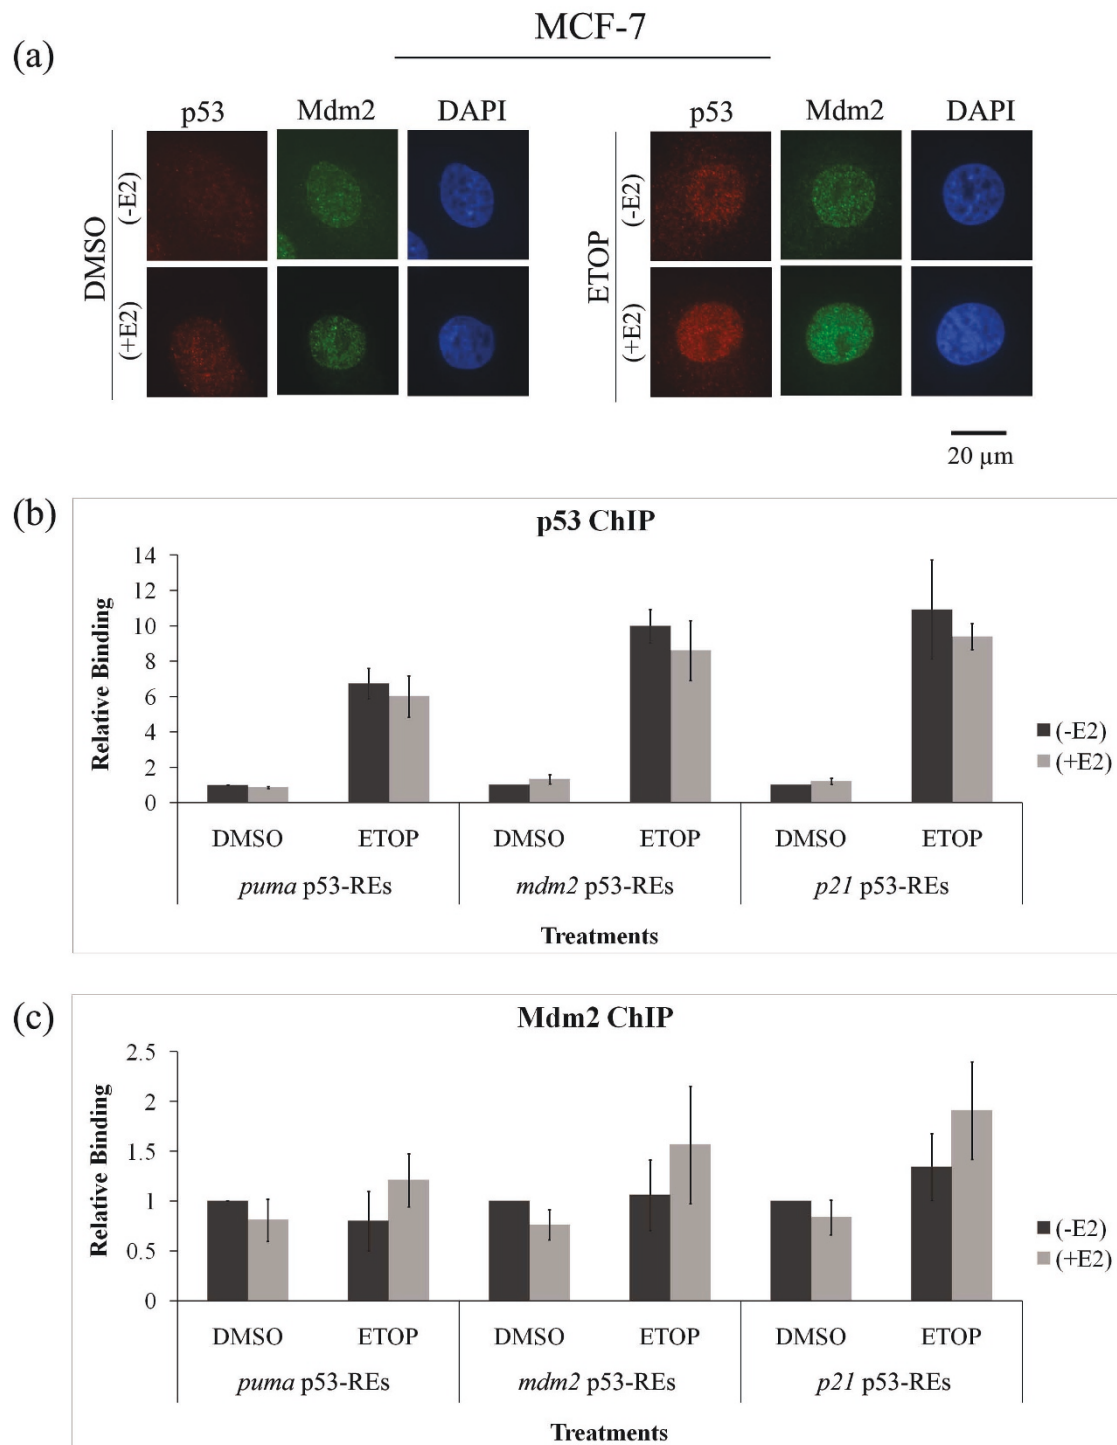 MCF-7
(a)
p53 Mdm2 DAPI
p53 Mdm2 DAPI
DMSO
(-E2)
(+E2)
ETOP
(-E2)
(+E2)
20 µm
(b)
p53 ChIP
Relative Binding
14
12
10
8
6
4
2
0
DMSO ETOP DMSO ETOP DMSO ETOP
puma p53-REs mdm2 p53-REs p21 p53-REs
Treatments
(-E2)
(+E2)
(c)
Mdm2 ChIP
Relative Binding
2.5
2
1.5
1
0.5
0
DMSO ETOP DMSO ETOP DMSO ETOP
puma p53-REs mdm2 p53-REs p21 p53-REs
Treatments
(-E2)
(+E2)